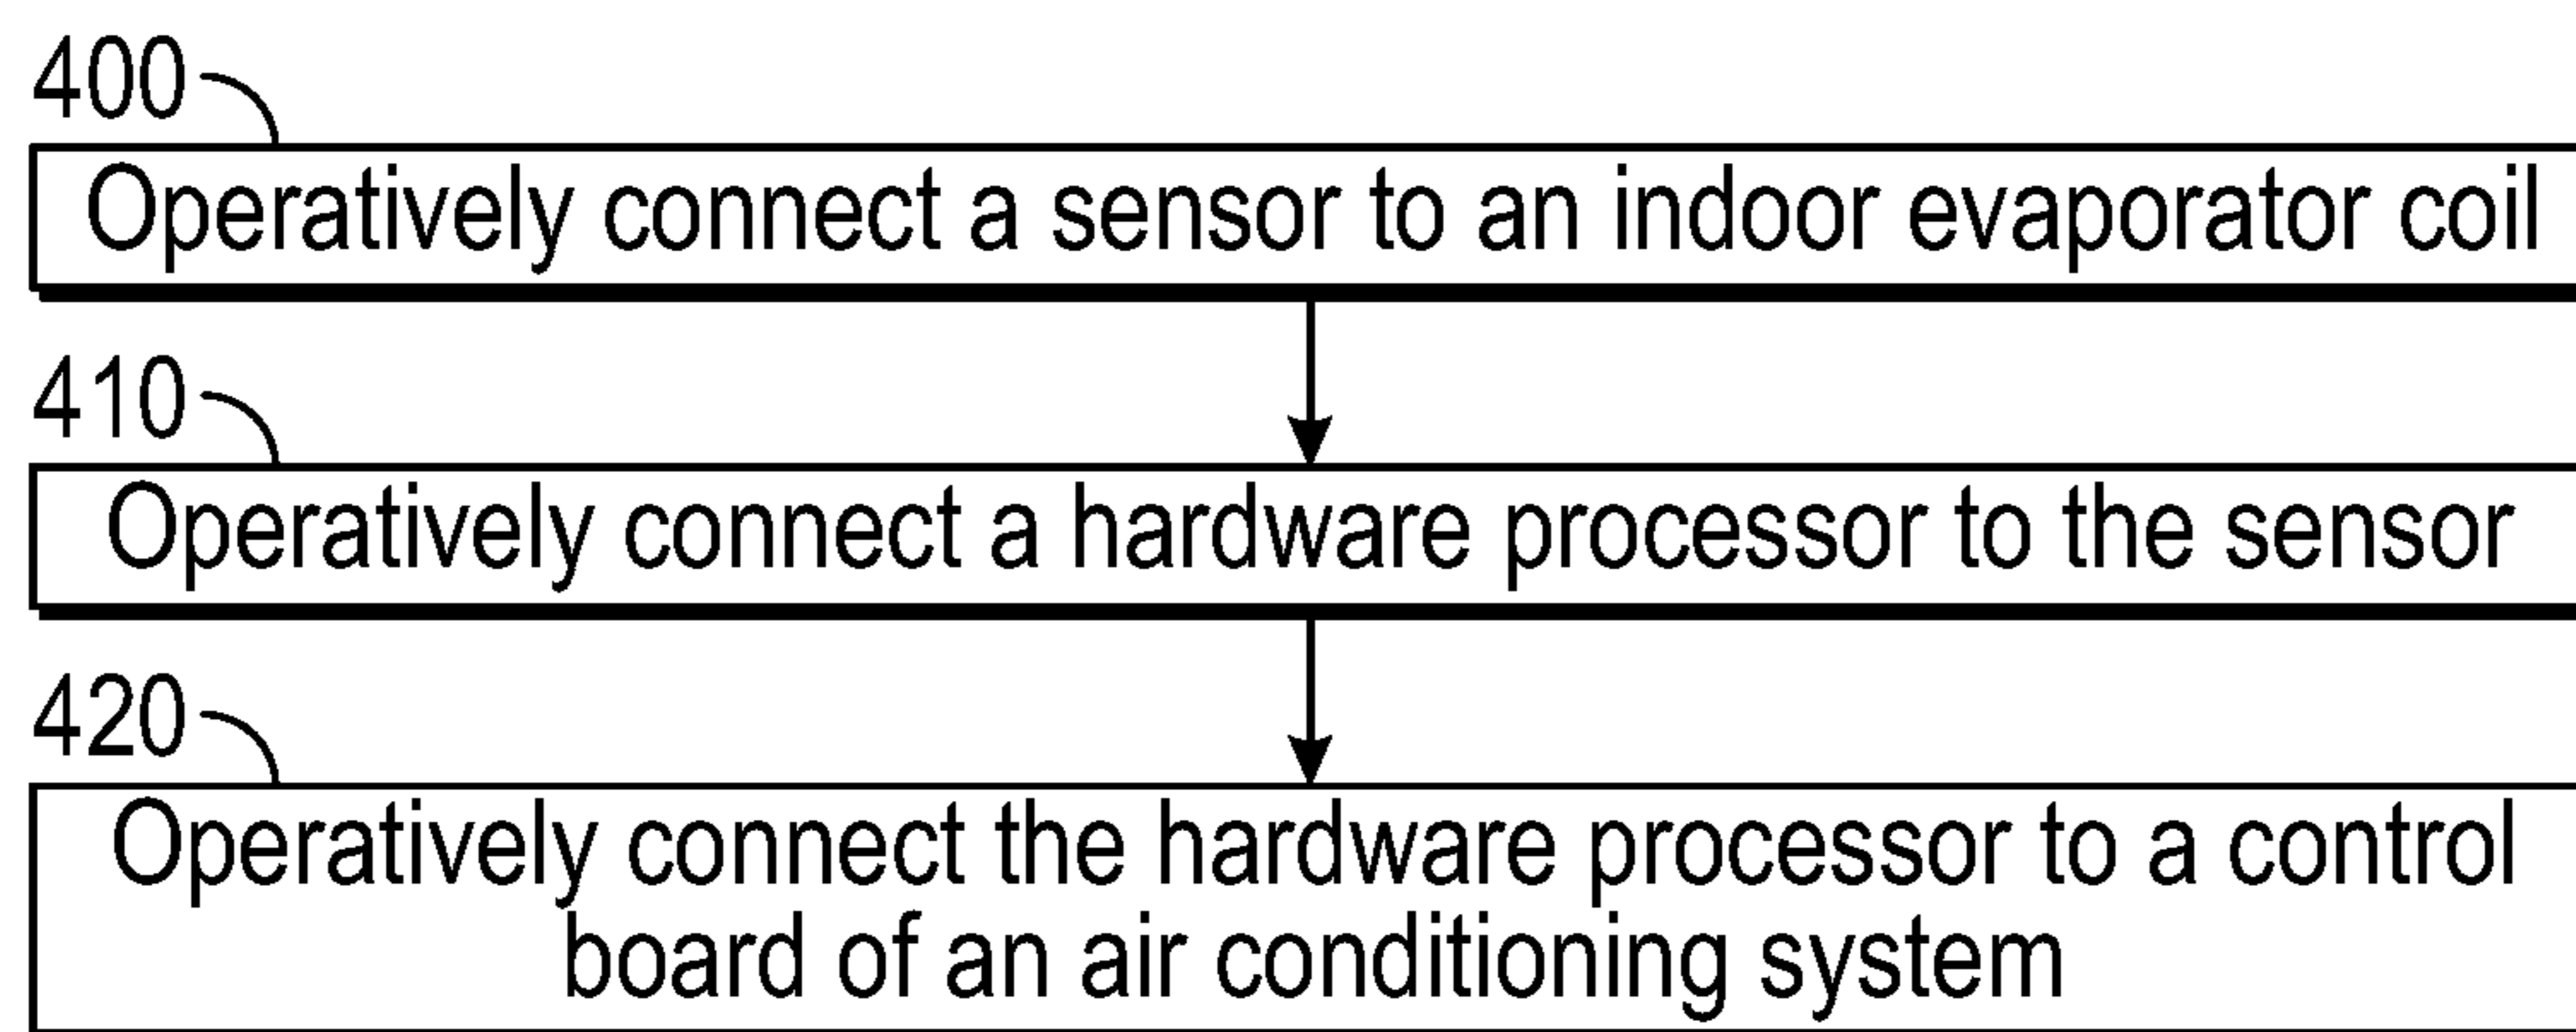 400
Operatively connect a sensor to an indoor evaporator coil
410
Operatively connect a hardware processor to the sensor
420
Operatively connect the hardware processor to a control
board of an air conditioning system